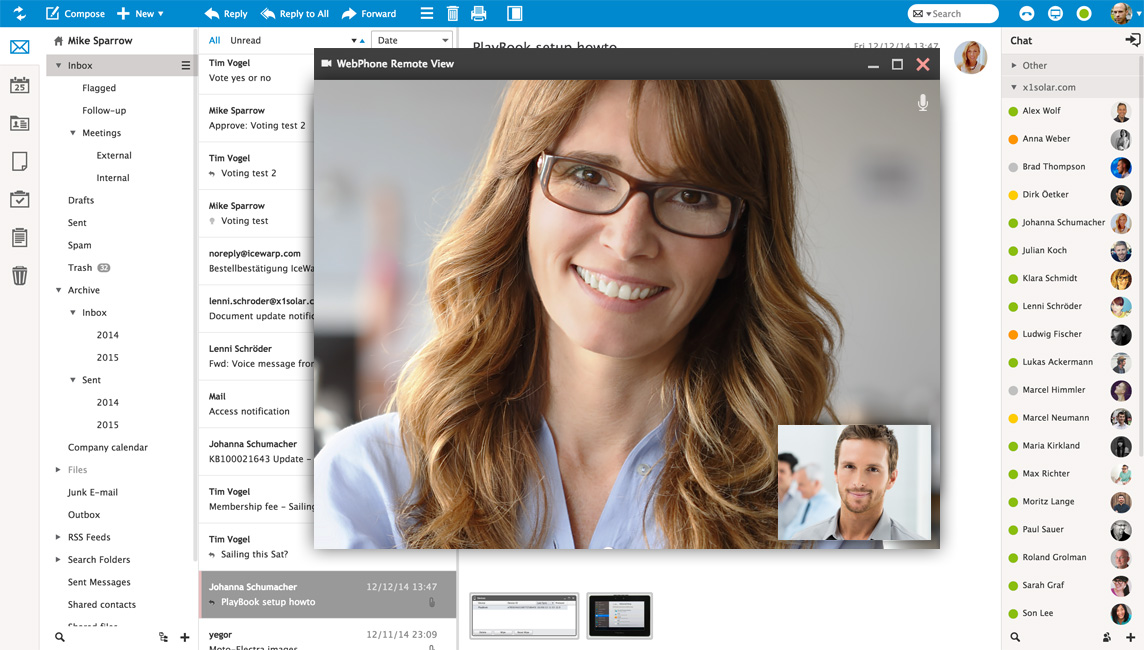 Compose
New
Reply
Reply to All
Forward
Search
Mike Sparrow
Inbox
Flagged
Follow-up
Meetings
External
Internal
Drafts
Sent
Spam
Trash 32
Archive
Inbox
2014
2015
Sent
2014
2015
Company calendar
Files
Junk E-mail
Outbox
RSS Feeds
Search Folders
Sent Messages
Shared contacts
Shared files
25
All Unread
Date
Tim Vogel
Vote yes or no
Mike Sparrow
Approve: Voting test 2
Tim Vogel
Voting test 2
Mike Sparrow
Voting test
noreply@icewarp.com
Bestellbestätigung IceWa
lenni.schroder@x1solar.c
Document update notific
Lenni Schröder
Fwd: Voice message fron
Mail
Access notification
Johanna Schumacher
KB100021643 Update -
Tim Vogel
Membership fee - Sailing
Tim Vogel
Sailing this Sat?
Johanna Schumacher 12/12/14 13:47
PlayBook setup howto
yegor 12/11/14 23:09
Moto-Electra images
PlayBook setup howto
Fri 12/12/14 13:47
WebPhone Remote View
Chat
Other
x1solar.com
Alex Wolf
Anna Weber
Brad Thompson
Dirk Öetker
Johanna Schumacher
Julian Koch
Klara Schmidt
Lenni Schröder
Ludwig Fischer
Lukas Ackermann
Marcel Himmler
Marcel Neumann
Maria Kirkland
Max Richter
Moritz Lange
Paul Sauer
Roland Grolman
Sarah Graf
Son Lee